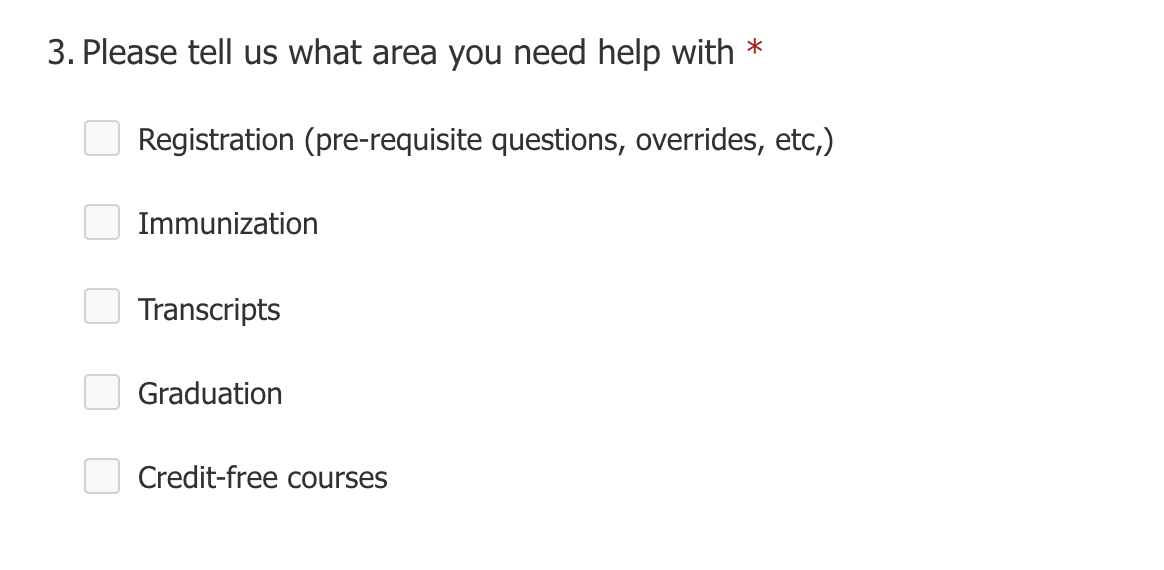 3. Please tell us what area you need help with *
Registration (pre-requisite questions, overrides, etc,)
Immunization
Transcripts
Graduation
Credit-free courses